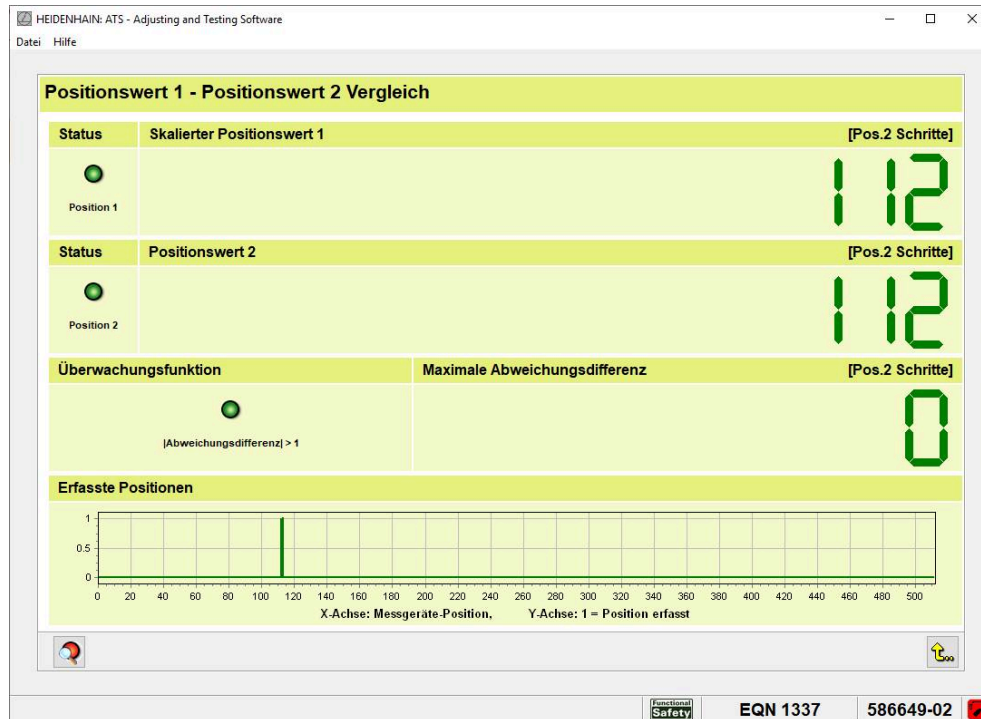 HEIDENHAIN: ATS - Adjusting and Testing Software
Datei Hilfe
Positionswert 1 - Positionswert 2 Vergleich
Status Skalierter Positionswert 1 [Pos.2 Schritte]
112
Position 1
Status Positionswert 2 [Pos.2 Schritte]
112
Position 2
Überwachungsfunktion Maximale Abweichungsdifferenz [Pos.2 Schritte]
0
|Abweichungsdifferenz| > 1
Erfasste Positionen
1
0.5
0
0 20 40 60 80 100 120 140 160 180 200 220 240 260 280 300 320 340 360 380 400 420 440 460 480 500
X-Achse: Messgeräte-Position, Y-Achse: 1 = Position erfasst
Functional
Safety
EQN 1337 586649-02